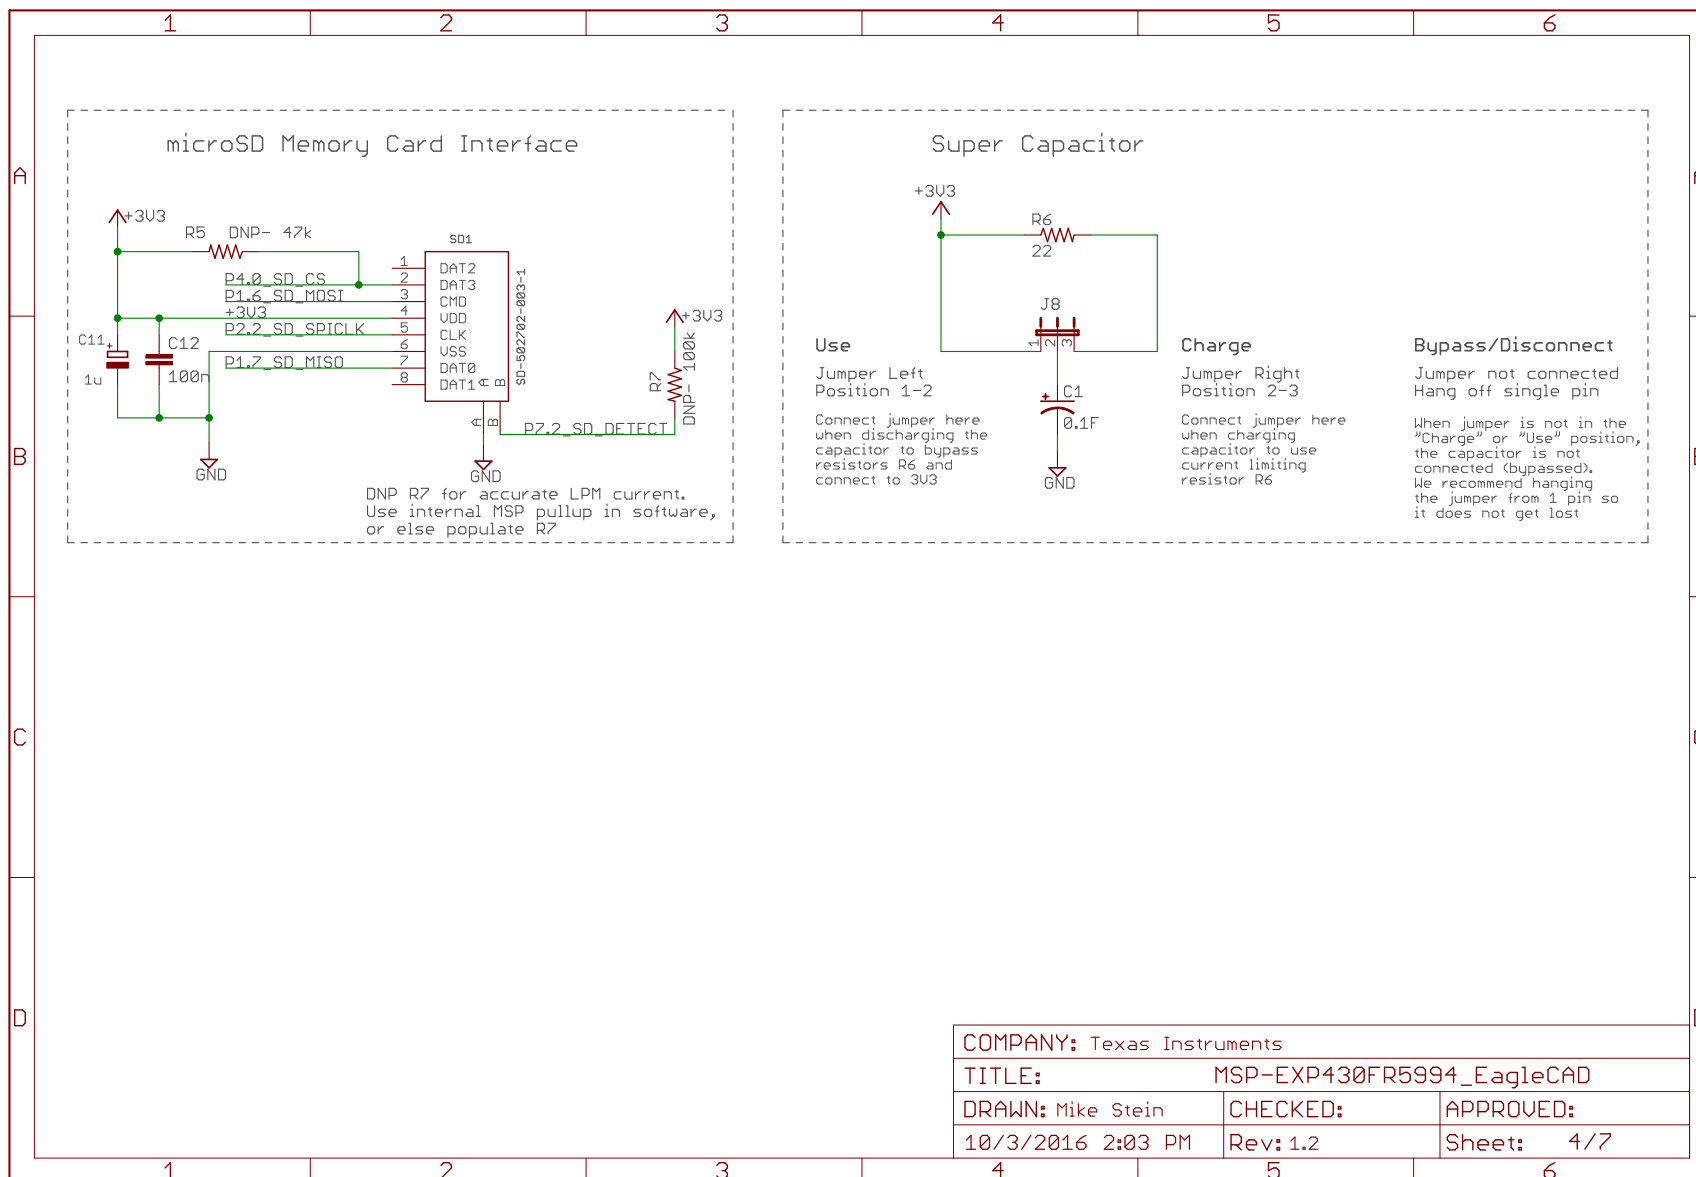 1 2 3 4 5 6
A
B
C
D
microSD Memory Card Interface
+3V3
R5 DNP- 47k
SD1
P4.0_SD_CS
P1.6_SD_MOSI
+3V3
P2.2_SD_SPICLK
P1.7_SD_MISO
1 DAT2
2 DAT3
3 CMD
4 VDD
5 CLK
6 VSS
7 DAT0
8 DAT1
A B
A B
SD-502702-003-1
C11
+
1u
C12
100n
GND
GND
+3V3
R7
DNP- 100k
P7.2_SD_DETECT
DNP R7 for accurate LPM current.
Use internal MSP pullup in software,
or else populate R7
Super Capacitor
+3V3
R6
22
J8
1 2 3
+
C1
0.1F
GND
Use
Jumper Left
Position 1-2
Connect jumper here
when discharging the
capacitor to bypass
resistors R6 and
connect to 3V3
Charge
Jumper Right
Position 2-3
Connect jumper here
when charging
capacitor to use
current limiting
resistor R6
Bypass/Disconnect
Jumper not connected
Hang off single pin
When jumper is not in the
"Charge" or "Use" position,
the capacitor is not
connected (bypassed).
We recommend hanging
the jumper from 1 pin so
it does not get lost
COMPANY: Texas Instruments
TITLE: MSP-EXP430FR5994_EagleCAD
DRAWN: Mike Stein CHECKED: APPROVED:
10/3/2016 2:03 PM Rev: 1.2 Sheet: 4/7
1 2 3 4 5 6